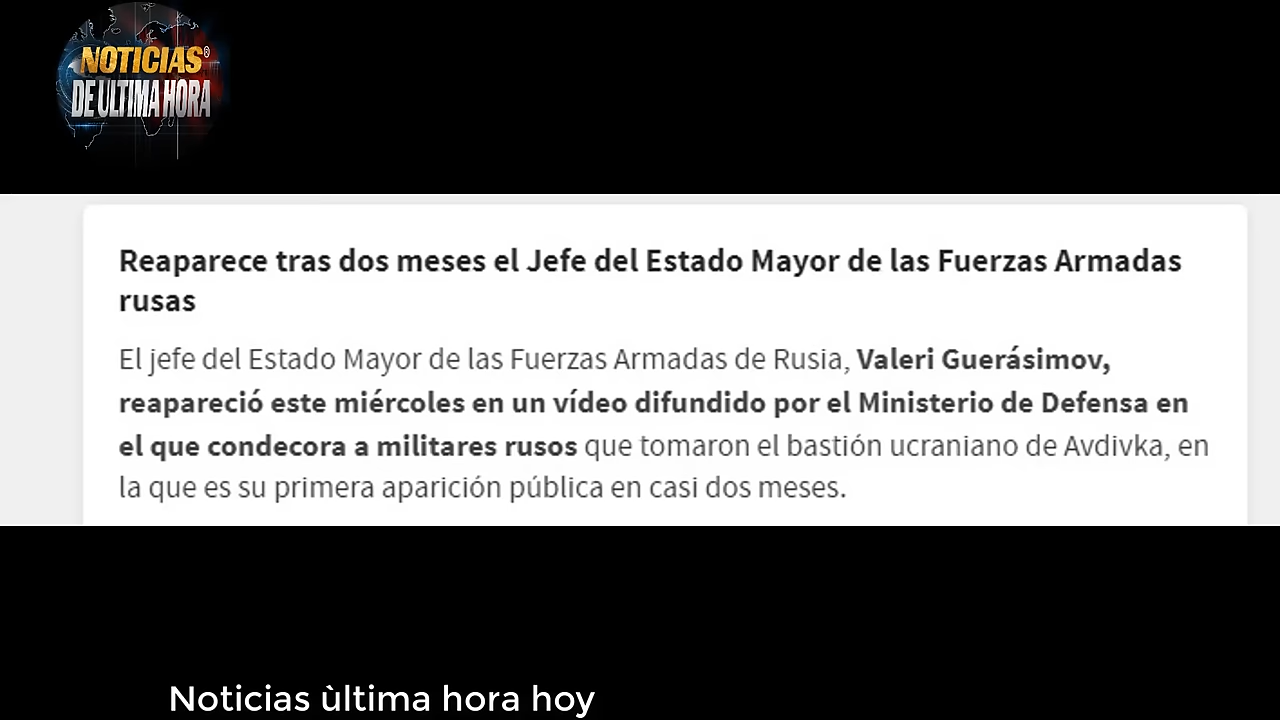 NOTICIAS®
DE ULTIMA HORA
Reaparece tras dos meses el Jefe del Estado Mayor de las Fuerzas Armadas
rusas
El jefe del Estado Mayor de las Fuerzas Armadas de Rusia, Valeri Guerásimov,
reapareció este miércoles en un vídeo difundido por el Ministerio de Defensa en
el que condecora a militares rusos que tomaron el bastión ucraniano de Avdivka, en
la que es su primera aparición pública en casi dos meses.
Noticias ùltima hora hoy